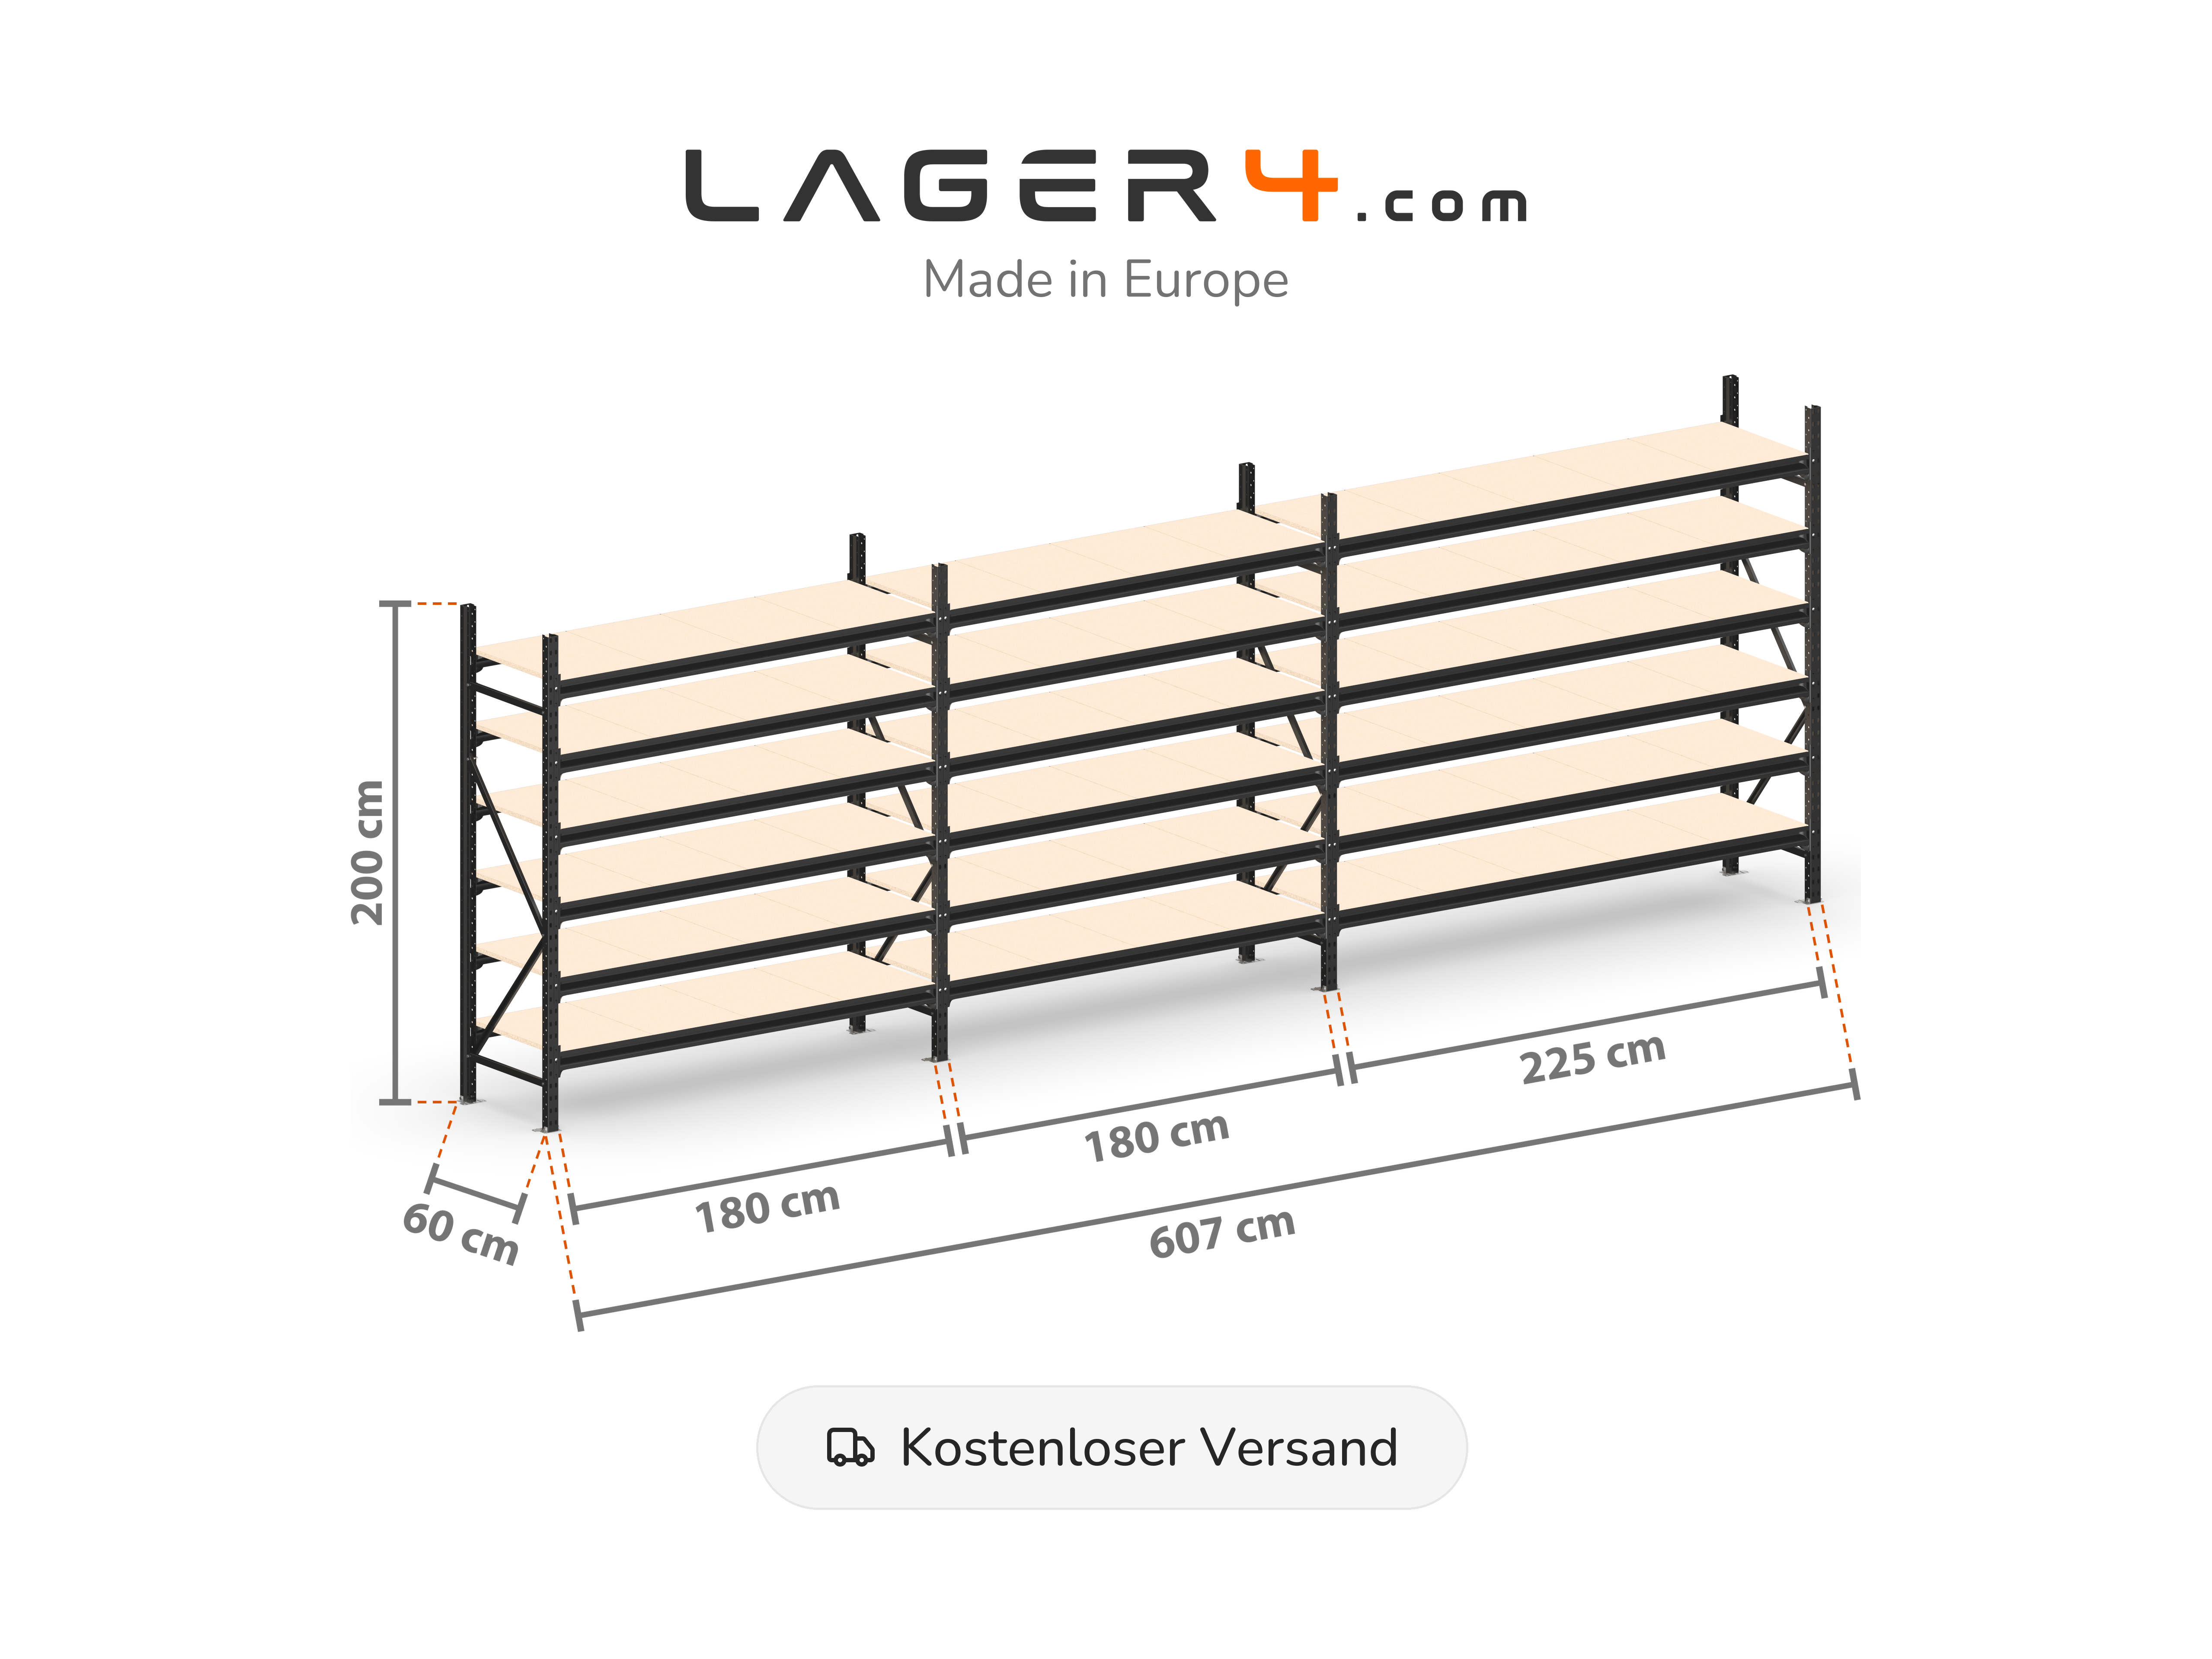 LAGER4.com
Made in Europe
200 cm
60 cm
180 cm
180 cm
225 cm
607 cm
Kostenloser Versand